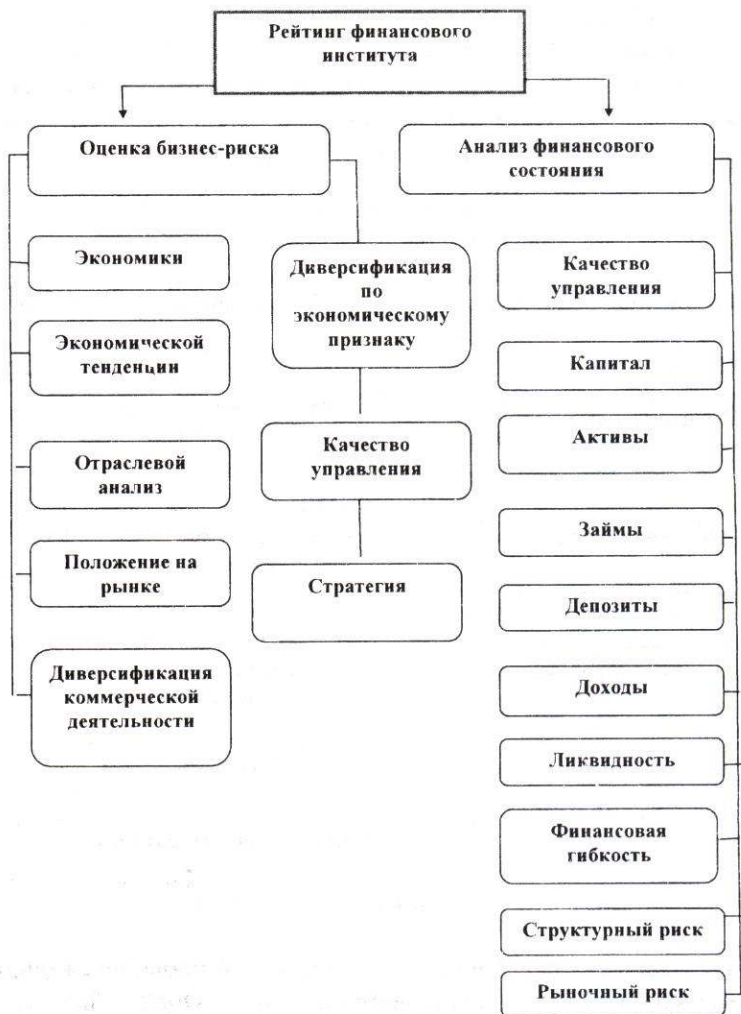 Рейтинг финансового
института
Оценка бизнес-риска
Анализ финансового
состояния
Экономики
Экономической
тенденции
Отраслевой
анализ
Положение на
рынке
Диверсификация
коммерческой
деятельности
Диверсификация
по
экономическому
признаку
Качество
управления
Стратегия
Качество
управления
Капитал
Активы
Займы
Депозиты
Доходы
Ликвидность
Финансовая
гибкость
Структурный риск
Рыночный риск